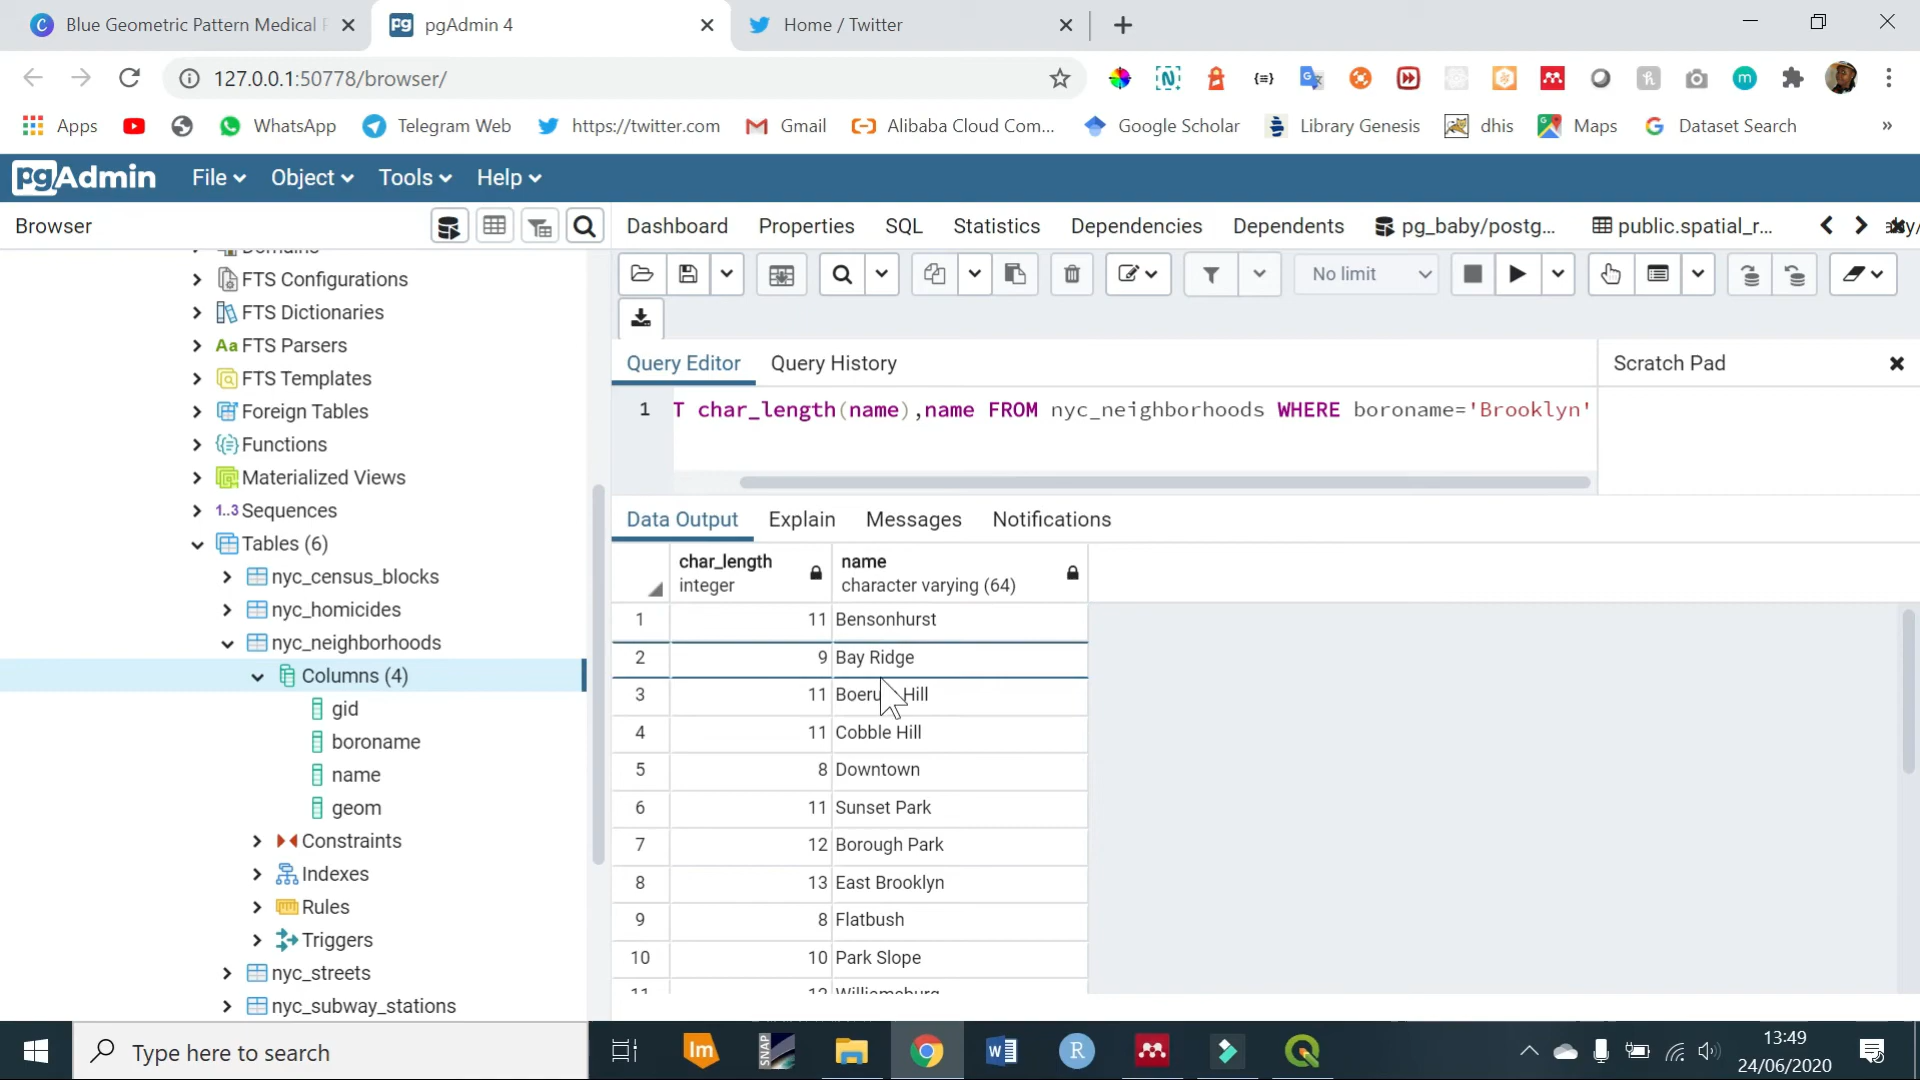 Blue Geometric Pattern Medical
pgAdmin 4
Home / Twitter
127.0.0.1:50778/browser/
Apps
WhatsApp
Telegram Web
https://twitter.com
Gmail
Alibaba Cloud Com...
Google Scholar
Library Genesis
dhis
Maps
Dataset Search
»
pgAdmin
File
Object
Tools
Help
Browser
Dashboard
Properties
SQL
Statistics
Dependencies
Dependents
pg_baby/postg...
public.spatial_r...
No limit
FTS Configurations
FTS Dictionaries
Aa FTS Parsers
FTS Templates
Foreign Tables
Functions
Materialized Views
1..3 Sequences
Tables (6)
nyc_census_blocks
nyc_homicides
nyc_neighborhoods
Columns (4)
gid
boroname
name
geom
Constraints
Indexes
Rules
Triggers
nyc_streets
nyc_subway_stations
Query Editor
Query History
Scratch Pad
1 T char_length(name),name FROM nyc_neighborhoods WHERE boroname='Brooklyn'
Data Output
Explain
Messages
Notifications
char_length
integer
name
character varying (64)
1 11 Bensonhurst
2 9 Bay Ridge
3 11 Boerum Hill
4 11 Cobble Hill
5 8 Downtown
6 11 Sunset Park
7 12 Borough Park
8 13 East Brooklyn
9 8 Flatbush
10 10 Park Slope
Type here to search
Im
SNAP
W
R
13:49
24/06/2020